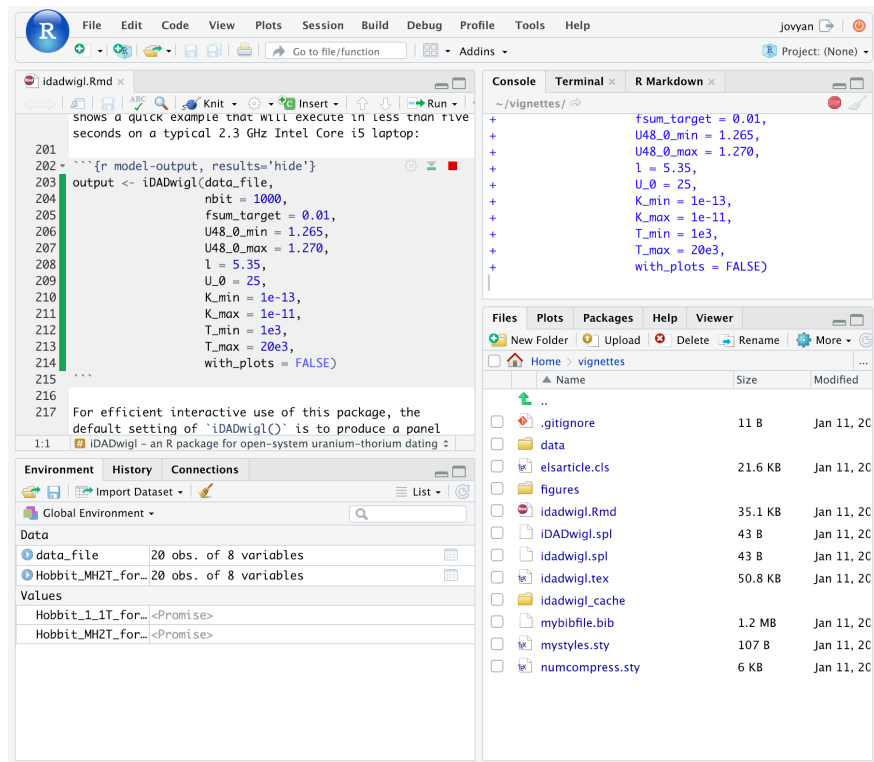 R
File Edit Code View Plots Session Build Debug Profile Tools Help
jovyan
R Go to file/function Addins
R Project: (None)
idadwigl.Rmd
ABC Knit Insert Run
shows a quick example that will execute in less than five
seconds on a typical 2.3 GHz Intel Core i5 laptop:
201
202 ```{r model-output, results='hide'}
203 output <- iDADwigl(data_file,
204 nbit = 1000,
205 fsum_target = 0.01,
206 U48_0_min = 1.265,
207 U48_0_max = 1.270,
208 l = 5.35,
209 U_0 = 25,
210 K_min = 1e-13,
211 K_max = 1e-11,
212 T_min = 1e3,
213 T_max = 20e3,
214 with_plots = FALSE)
215 ```
216
217 For efficient interactive use of this package, the
default setting of `iDADwigl()` is to produce a panel
1:1 # iDADwigl – an R package for open-system uranium-thorium dating
Environment History Connections
Import Dataset List
Global Environment
Data
data_file 20 obs. of 8 variables
Hobbit_MH2T_for… 20 obs. of 8 variables
Values
Hobbit_1_1T_for… <Promise>
Hobbit_MH2T_for… <Promise>
Console Terminal R Markdown
~/vignettes/ STOP
+ fsum_target = 0.01,
+ U48_0_min = 1.265,
+ U48_0_max = 1.270,
+ l = 5.35,
+ U_0 = 25,
+ K_min = 1e-13,
+ K_max = 1e-11,
+ T_min = 1e3,
+ T_max = 20e3,
+ with_plots = FALSE)
Files Plots Packages Help Viewer
New Folder Upload Delete Rename More
Home vignettes ...
Name Size Modified
..
.gitignore 11 B Jan 11, 20
data
elsarticle.cls 21.6 KB Jan 11, 20
figures
idadwigl.Rmd 35.1 KB Jan 11, 20
iDADwigl.spl 43 B Jan 11, 20
idadwigl.spl 43 B Jan 11, 20
idadwigl.tex 50.8 KB Jan 11, 20
idadwigl_cache
mybibfile.bib 1.2 MB Jan 11, 20
mystyles.sty 107 B Jan 11, 20
numcompress.sty 6 KB Jan 11, 20